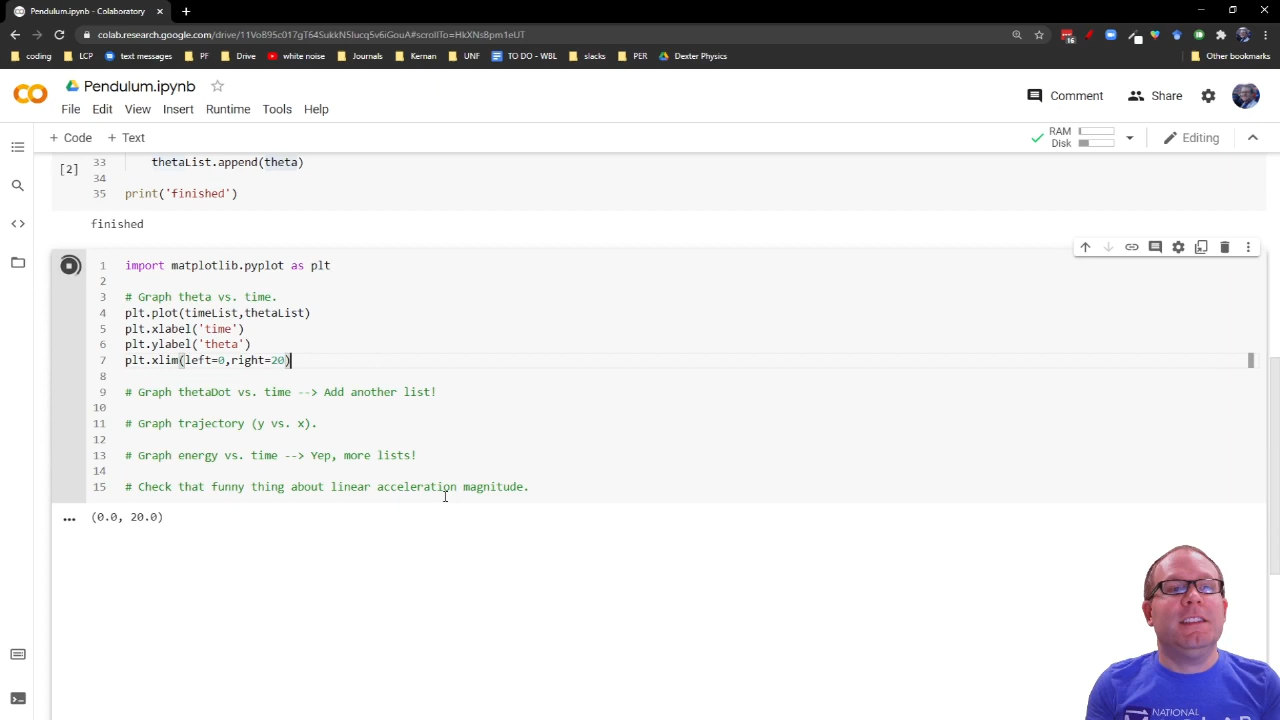 Pendulum.ipynb - Colaboratory
colab.research.google.com/drive/11VoB95c017gT64SukkN5Iucq5v6iGouA#scrollTo=HkXNs8pm1eUT
coding LCP text messages PF Drive white noise Journals Kernan UNF TO DO - WBL slacks PER Dexter Physics Other bookmarks
Pendulum.ipynb
File Edit View Insert Runtime Tools Help
Comment Share
+ Code + Text
RAM
Disk
Editing
[2]
33 thetaList.append(theta)
34
35 print('finished')
finished
1 import matplotlib.pyplot as plt
2
3 # Graph theta vs. time.
4 plt.plot(timeList,thetaList)
5 plt.xlabel('time')
6 plt.ylabel('theta')
7 plt.xlim(left=0,right=20)
8
9 # Graph thetaDot vs. time --> Add another list!
10
11 # Graph trajectory (y vs. x).
12
13 # Graph energy vs. time --> Yep, more lists!
14
15 # Check that funny thing about linear acceleration magnitude.
(0.0, 20.0)
NATIONAL